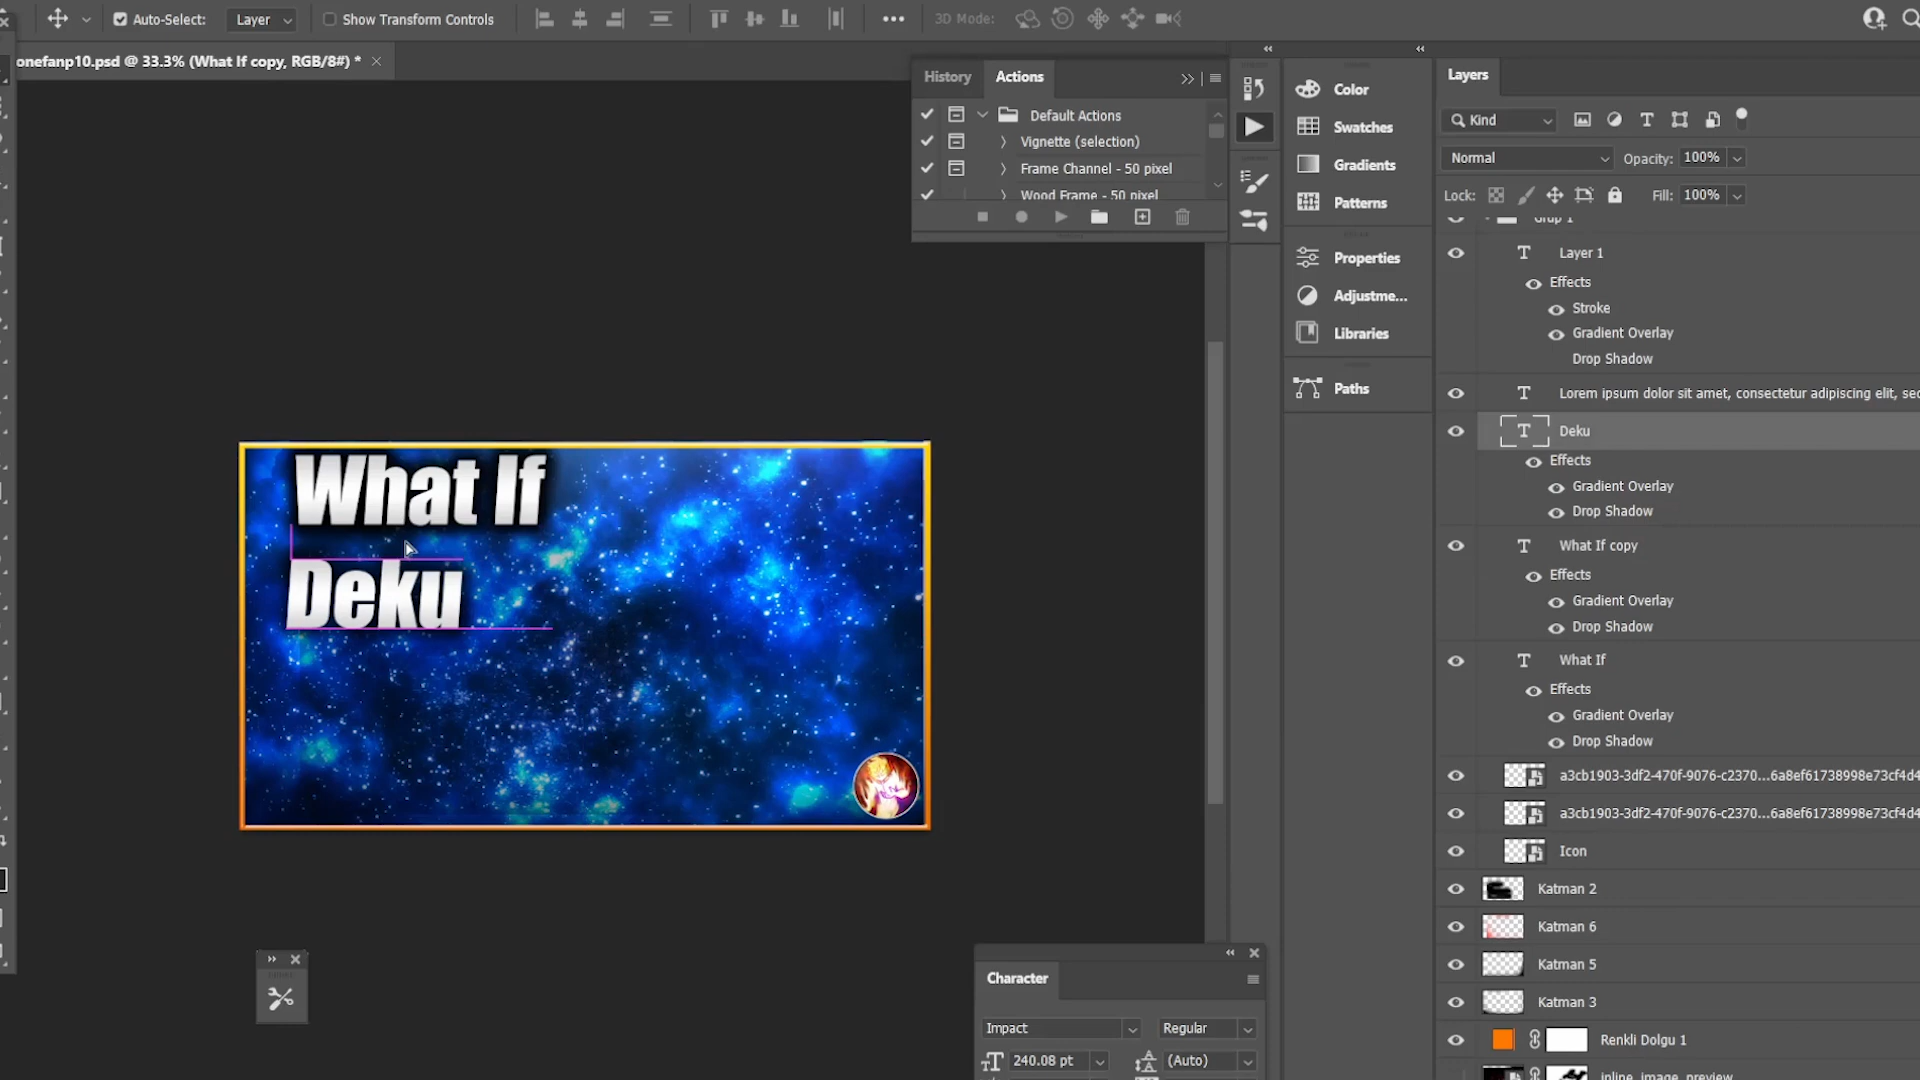 Auto-Select:
Layer
Show Transform Controls
3D Mode:
onefanp10.psd @ 33.3% (What If copy, RGB/8#) *
History
Actions
Default Actions
Vignette (selection)
Frame Channel - 50 pixel
Wood Frame - 50 pixel
Color
Swatches
Gradients
Patterns
Properties
Adjustme...
Libraries
Paths
Layers
Kind
Normal
Opacity: 100%
Lock:
Fill: 100%
Grup 1
Layer 1
Effects
Stroke
Gradient Overlay
Drop Shadow
Lorem ipsum dolor sit amet, consectetur adipiscing elit, sec
Deku
Effects
Gradient Overlay
Drop Shadow
What If copy
Effects
Gradient Overlay
Drop Shadow
What If
Effects
Gradient Overlay
Drop Shadow
a3cb1903-3df2-470f-9076-c2370...6a8ef61738998e73cf4d4
a3cb1903-3df2-470f-9076-c2370...6a8ef61738998e73cf4d4
Icon
Katman 2
Katman 6
Katman 5
Katman 3
Renkli Dolgu 1
inline_image_preview
What If
Deku
Character
Impact
Regular
240.08 pt
(Auto)